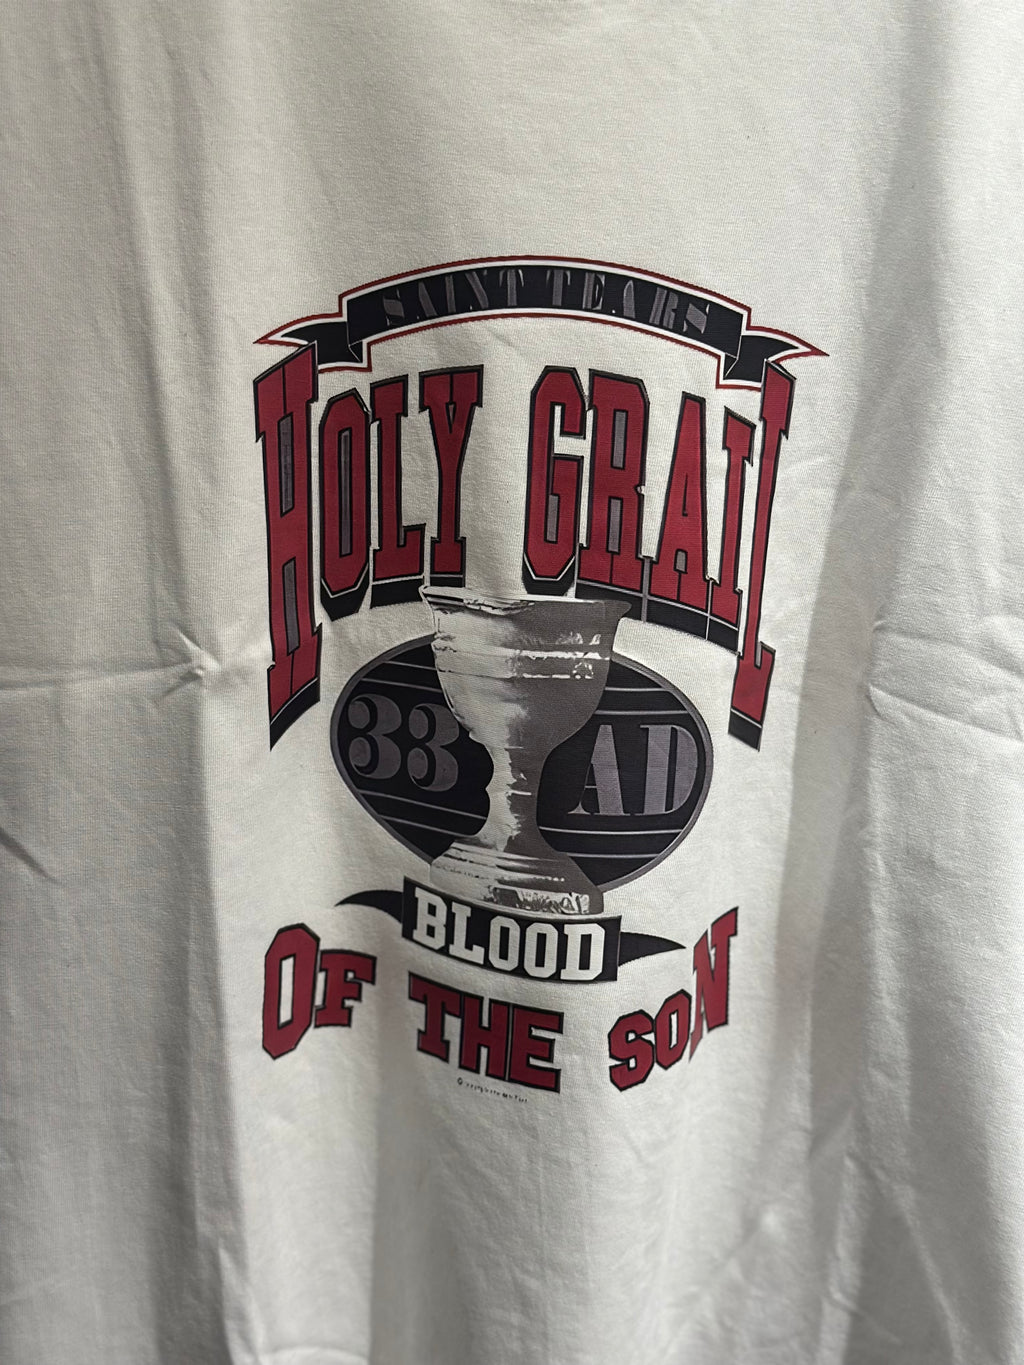 SAINT TEARS
HOLY GRAIL
33 AD
BLOOD
OF THE SON